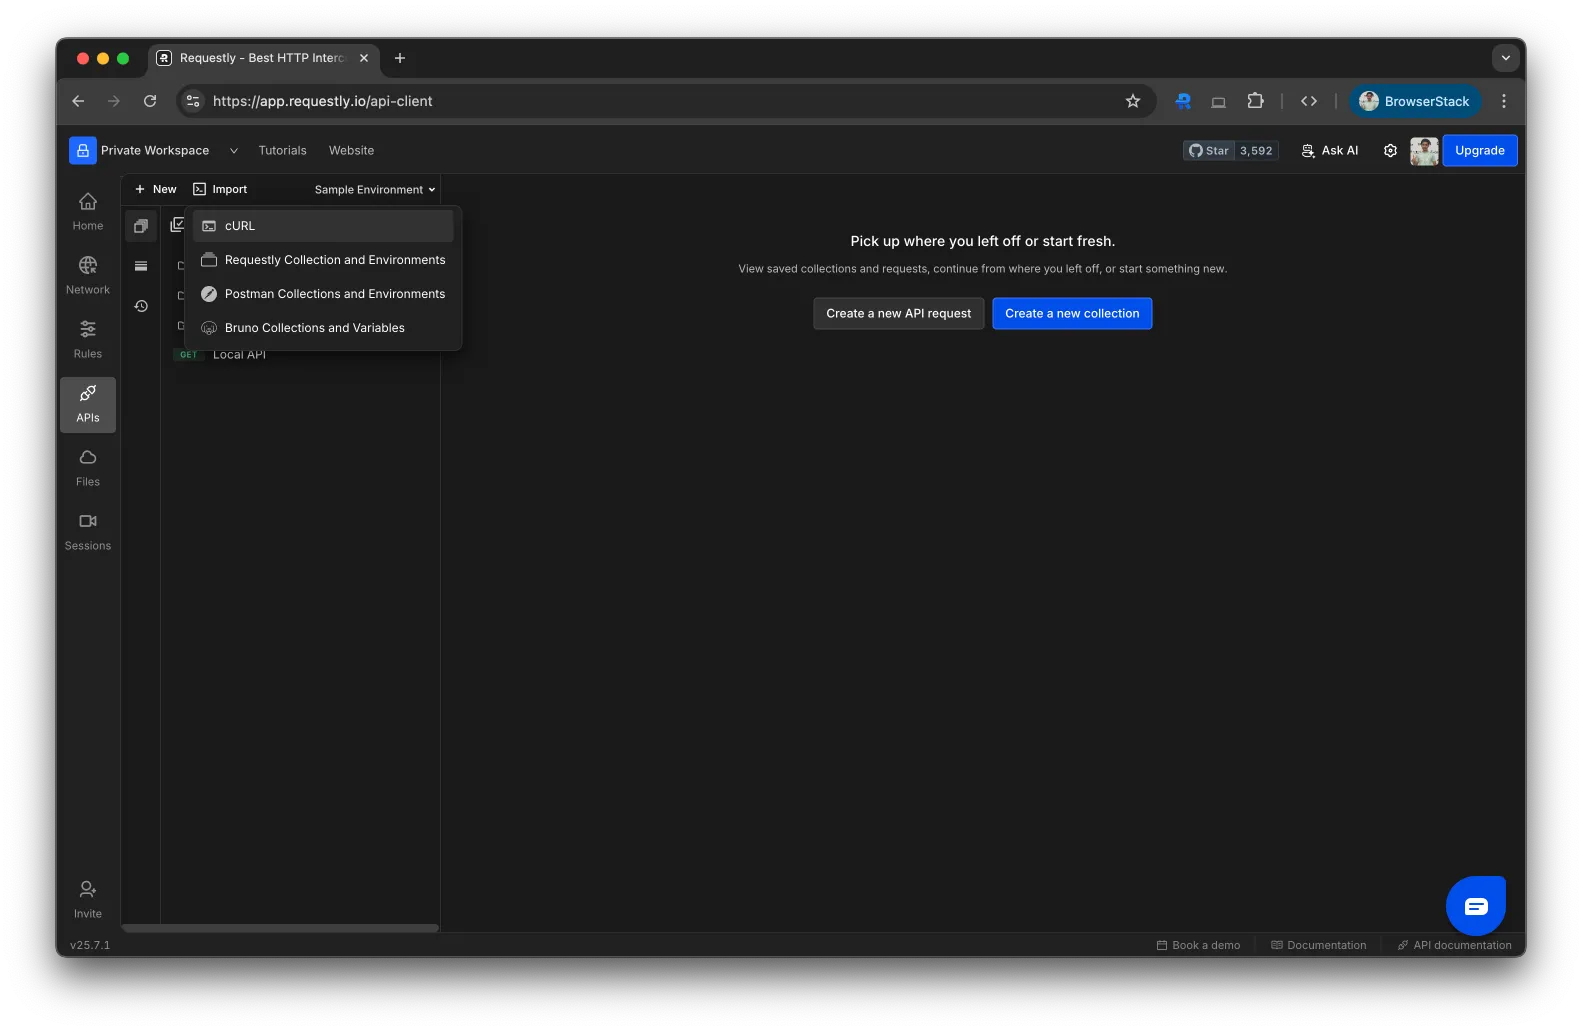 Requestly - Best HTTP Interc
https://app.requestly.io/api-client
BrowserStack
Private Workspace
Tutorials
Website
Star
3,592
Ask AI
Upgrade
New
Import
Sample Environment
Home
Network
Rules
APIs
Files
Sessions
Invite
cURL
Requestly Collection and Environments
Postman Collections and Environments
Bruno Collections and Variables
GET
Local API
Pick up where you left off or start fresh.
View saved collections and requests, continue from where you left off, or start something new.
Create a new API request
Create a new collection
v25.7.1
Book a demo
Documentation
API documentation